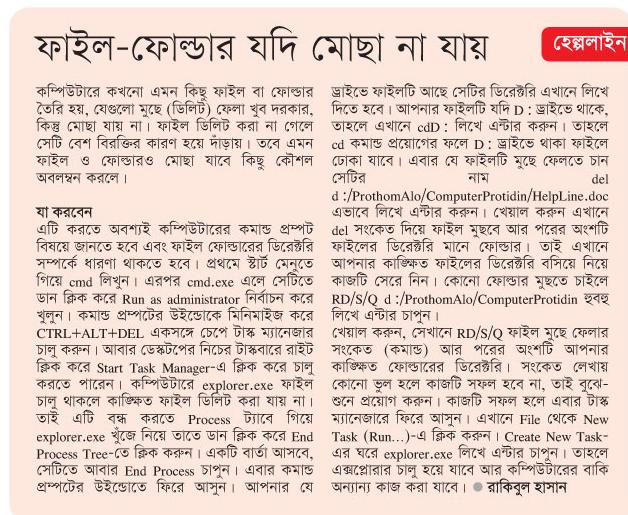 ফাইল-ফোল্ডার যদি মোছা না যায়
হেল্পলাইন
কম্পিউটারে কখনো এমন কিছু ফাইল বা ফোল্ডার
তৈরি হয়, যেগুলো মুছে (ডিলিট) ফেলা খুব দরকার,
কিন্তু মোছা যায় না। ফাইল ডিলিট করা না গেলে
সেটি বেশ বিরক্তির কারণ হয়ে দাঁড়ায়। তবে এমন
ফাইল ও ফোল্ডারও মোছা যাবে কিছু কৌশল
অবলম্বন করলে।
যা করবেন
এটি করতে অবশ্যই কম্পিউটারের কমান্ড প্রম্পট
বিষয়ে জানতে হবে এবং ফাইল ফোল্ডারের ডিরেক্টরি
সম্পর্কে ধারণা থাকতে হবে। প্রথমে স্টার্ট মেনুতে
গিয়ে cmd লিখুন। এরপর cmd.exe এলে সেটিতে
ডান ক্লিক করে Run as administrator নির্বাচন করে
খুলুন। কমান্ড প্রম্পটের উইন্ডোকে মিনিমাইজ করে
CTRL+ALT+DEL একসঙ্গে চেপে টাস্ক ম্যানেজার
চালু করুন। আবার ডেস্কটপের নিচের টাস্কবারে রাইট
ক্লিক করে Start Task Manager-এ ক্লিক করে চালু
করতে পারেন। কম্পিউটারে explorer.exe ফাইল
চালু থাকলে কাঙ্ক্ষিত ফাইল ডিলিট করা যায় না।
তাই এটি বন্ধ করতে Process ট্যাবে গিয়ে
explorer.exe খুঁজে নিয়ে তাতে ডান ক্লিক করে End
Process Tree-তে ক্লিক করুন। একটি বার্তা আসবে,
সেটিতে আবার End Process চাপুন। এবার কমান্ড
প্রম্পটের উইন্ডোতে ফিরে আসুন। আপনার যে
ড্রাইভে ফাইলটি আছে সেটির ডিরেক্টরি এখানে লিখে
দিতে হবে। আপনার ফাইলটি যদি D : ড্রাইভে থাকে,
তাহলে এখানে cdD : লিখে এন্টার করুন। তাহলে
cd কমান্ড প্রয়োগের ফলে D : ড্রাইভে থাকা ফাইলে
ঢোকা যাবে। এবার যে ফাইলটি মুছে ফেলতে চান
সেটির নাম del
d :/ProthomAlo/ComputerProtidin/HelpLine.doc
এভাবে লিখে এন্টার করুন। খেয়াল করুন এখানে
del সংকেত দিয়ে ফাইল মুছবে আর পরের অংশটি
ফাইলের ডিরেক্টরি মানে ফোল্ডার। তাই এখানে
আপনার কাঙ্ক্ষিত ফাইলের ডিরেক্টরি বসিয়ে নিয়ে
কাজটি সেরে নিন। কোনো ফোল্ডার মুছতে চাইলে
RD/S/Q d :/ProthomAlo/ComputerProtidin হুবহু
লিখে এন্টার চাপুন।
খেয়াল করুন, সেখানে RD/S/Q ফাইল মুছে ফেলার
সংকেত (কমান্ড) আর পরের অংশটি আপনার
কাঙ্ক্ষিত ফোল্ডারের ডিরেক্টরি। সংকেত লেখায়
কোনো ভুল হলে কাজটি সফল হবে না, তাই বুঝে-
শুনে প্রয়োগ করুন। কাজটি সফল হলে এবার টাস্ক
ম্যানেজারে ফিরে আসুন। এখানে File থেকে New
Task (Run...)-এ ক্লিক করুন। Create New Task-
এর ঘরে explorer.exe লিখে এন্টার চাপুন। তাহলে
এক্সপ্লোরার চালু হয়ে যাবে আর কম্পিউটারের বাকি
অন্যান্য কাজ করা যাবে। ● রাকিবুল হাসান